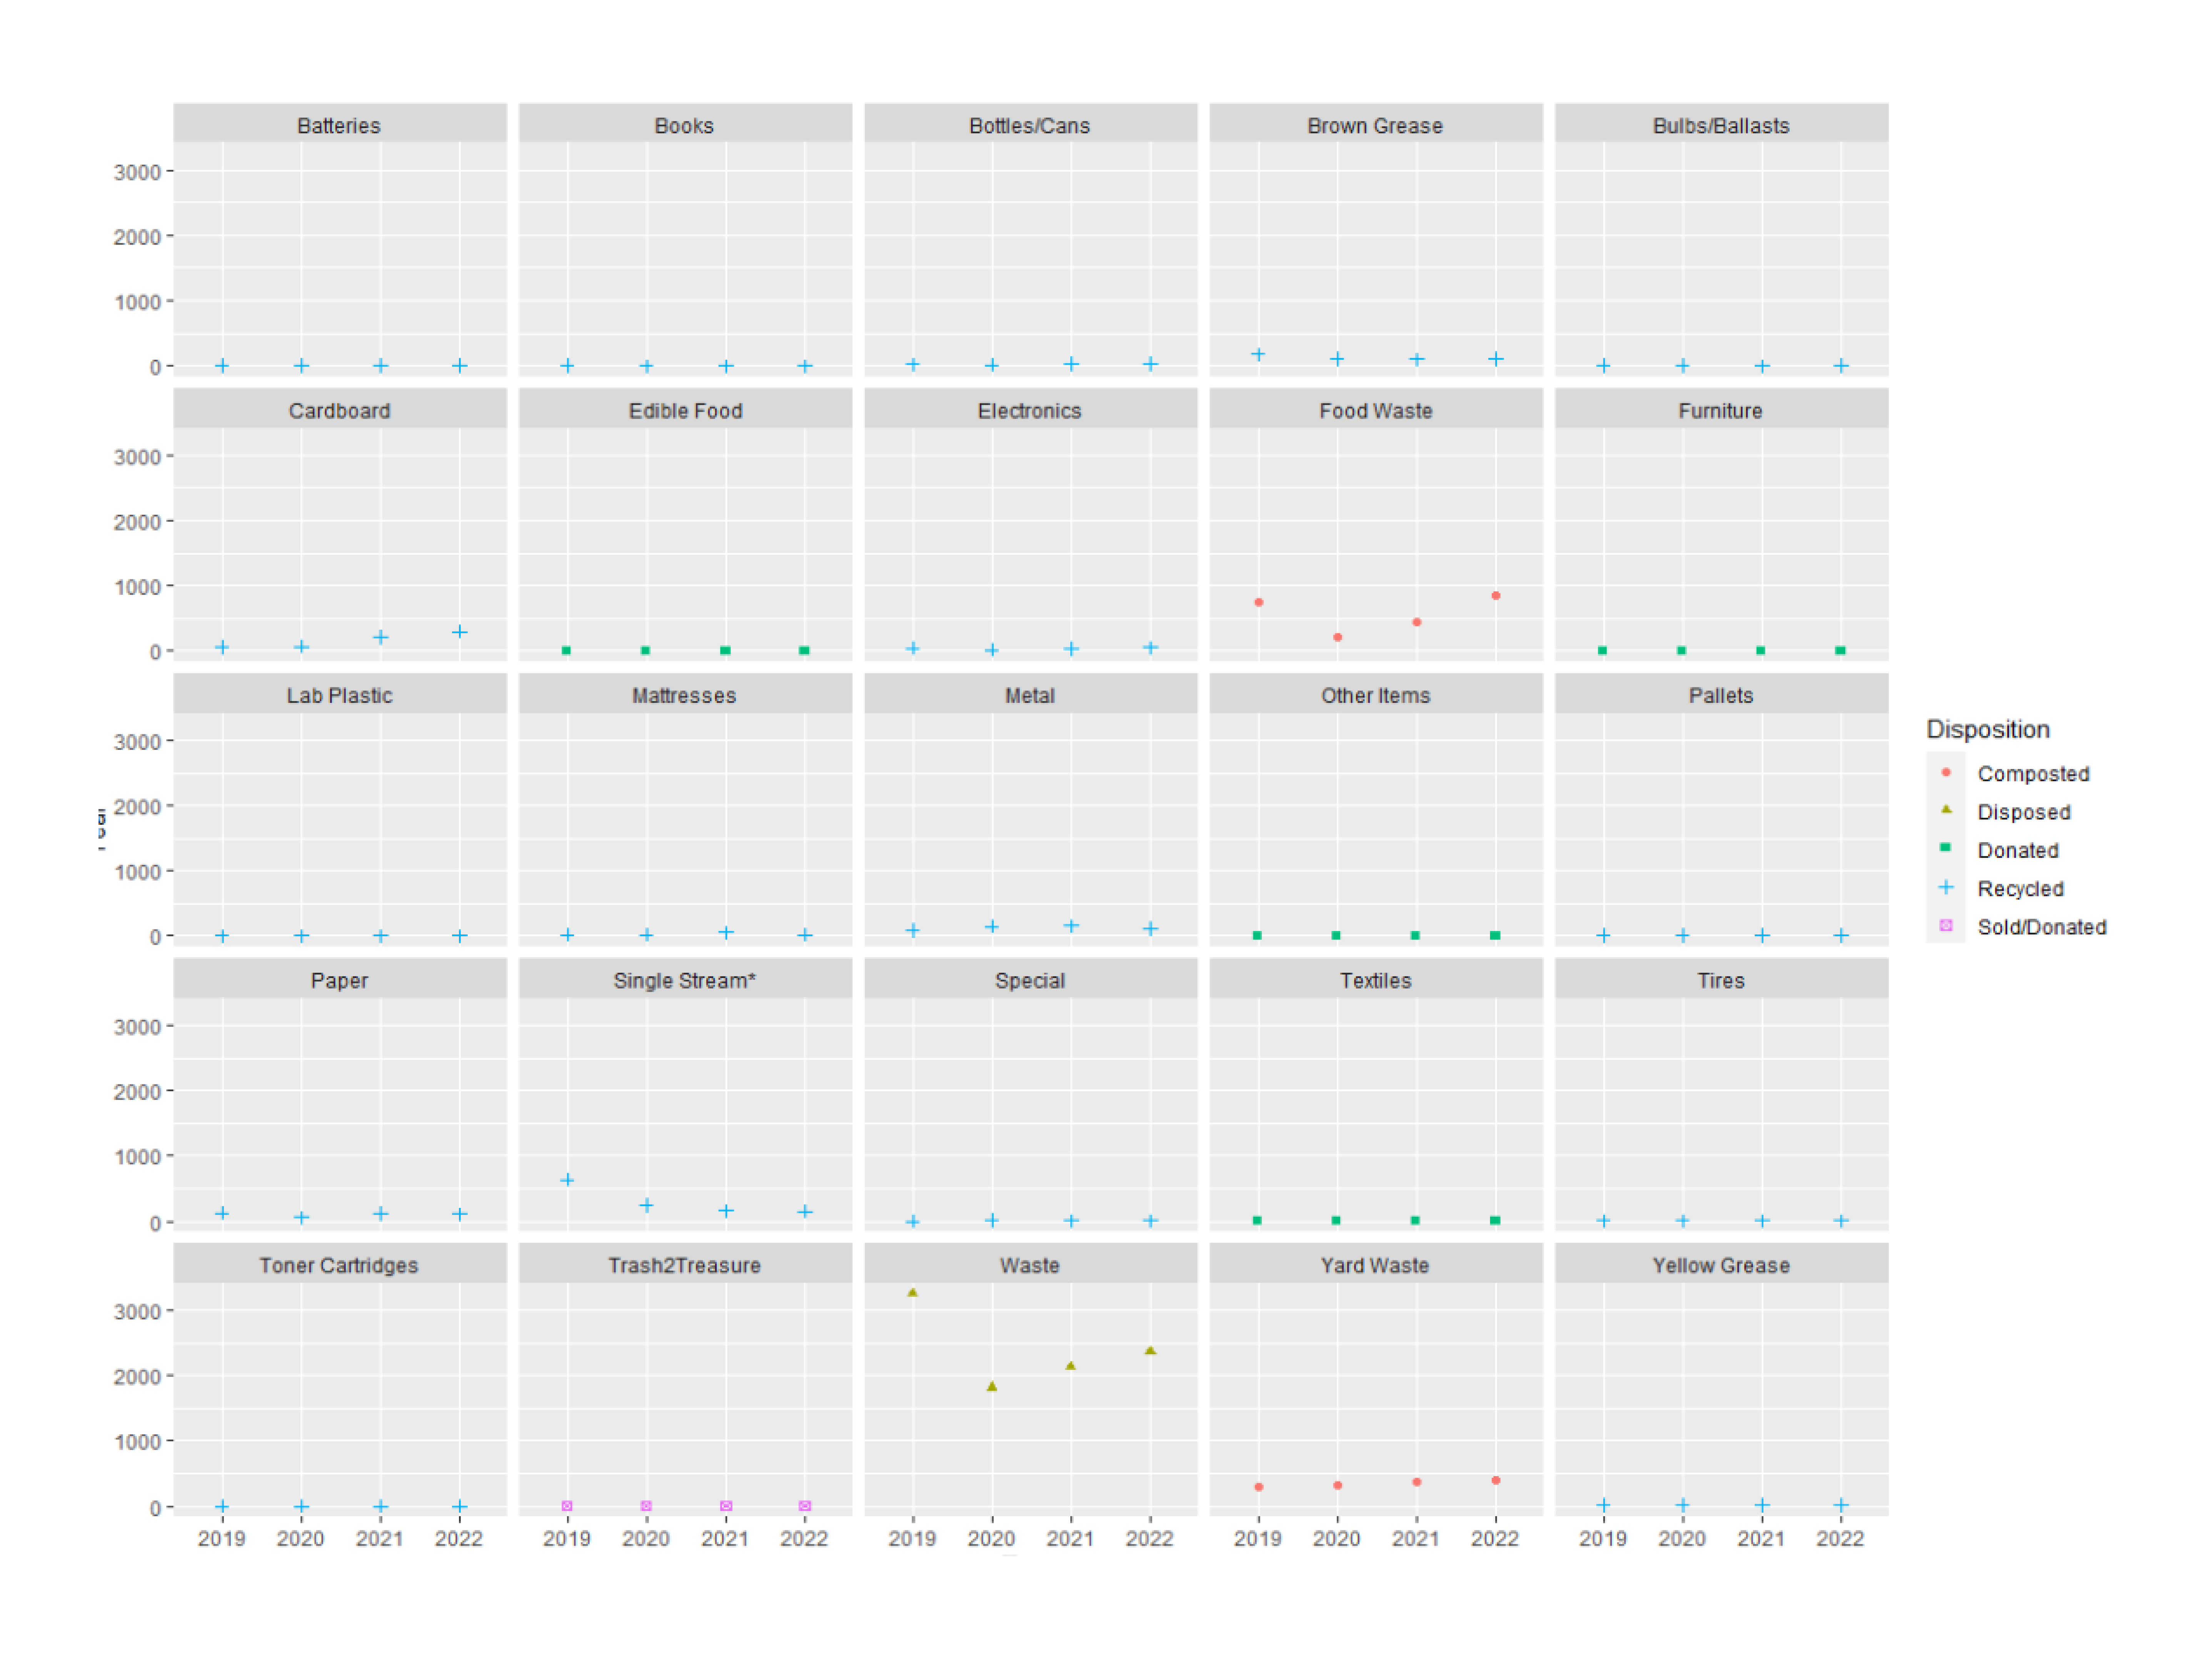 Batteries Books Bottles/Cans Brown Grease Bulbs/Ballasts
3000
2000
1000
0
Cardboard Edible Food Electronics Food Waste Furniture
3000
2000
1000
0
Lab Plastic Mattresses Metal Other Items Pallets
3000
2000
1000
0
Paper Single Stream* Special Textiles Tires
3000
2000
1000
0
Toner Cartridges Trash2Treasure Waste Yard Waste Yellow Grease
3000
2000
1000
0
2019 2020 2021 2022 2019 2020 2021 2022 2019 2020 2021 2022 2019 2020 2021 2022 2019 2020 2021 2022
Disposition
Composted
Disposed
Donated
Recycled
Sold/Donated